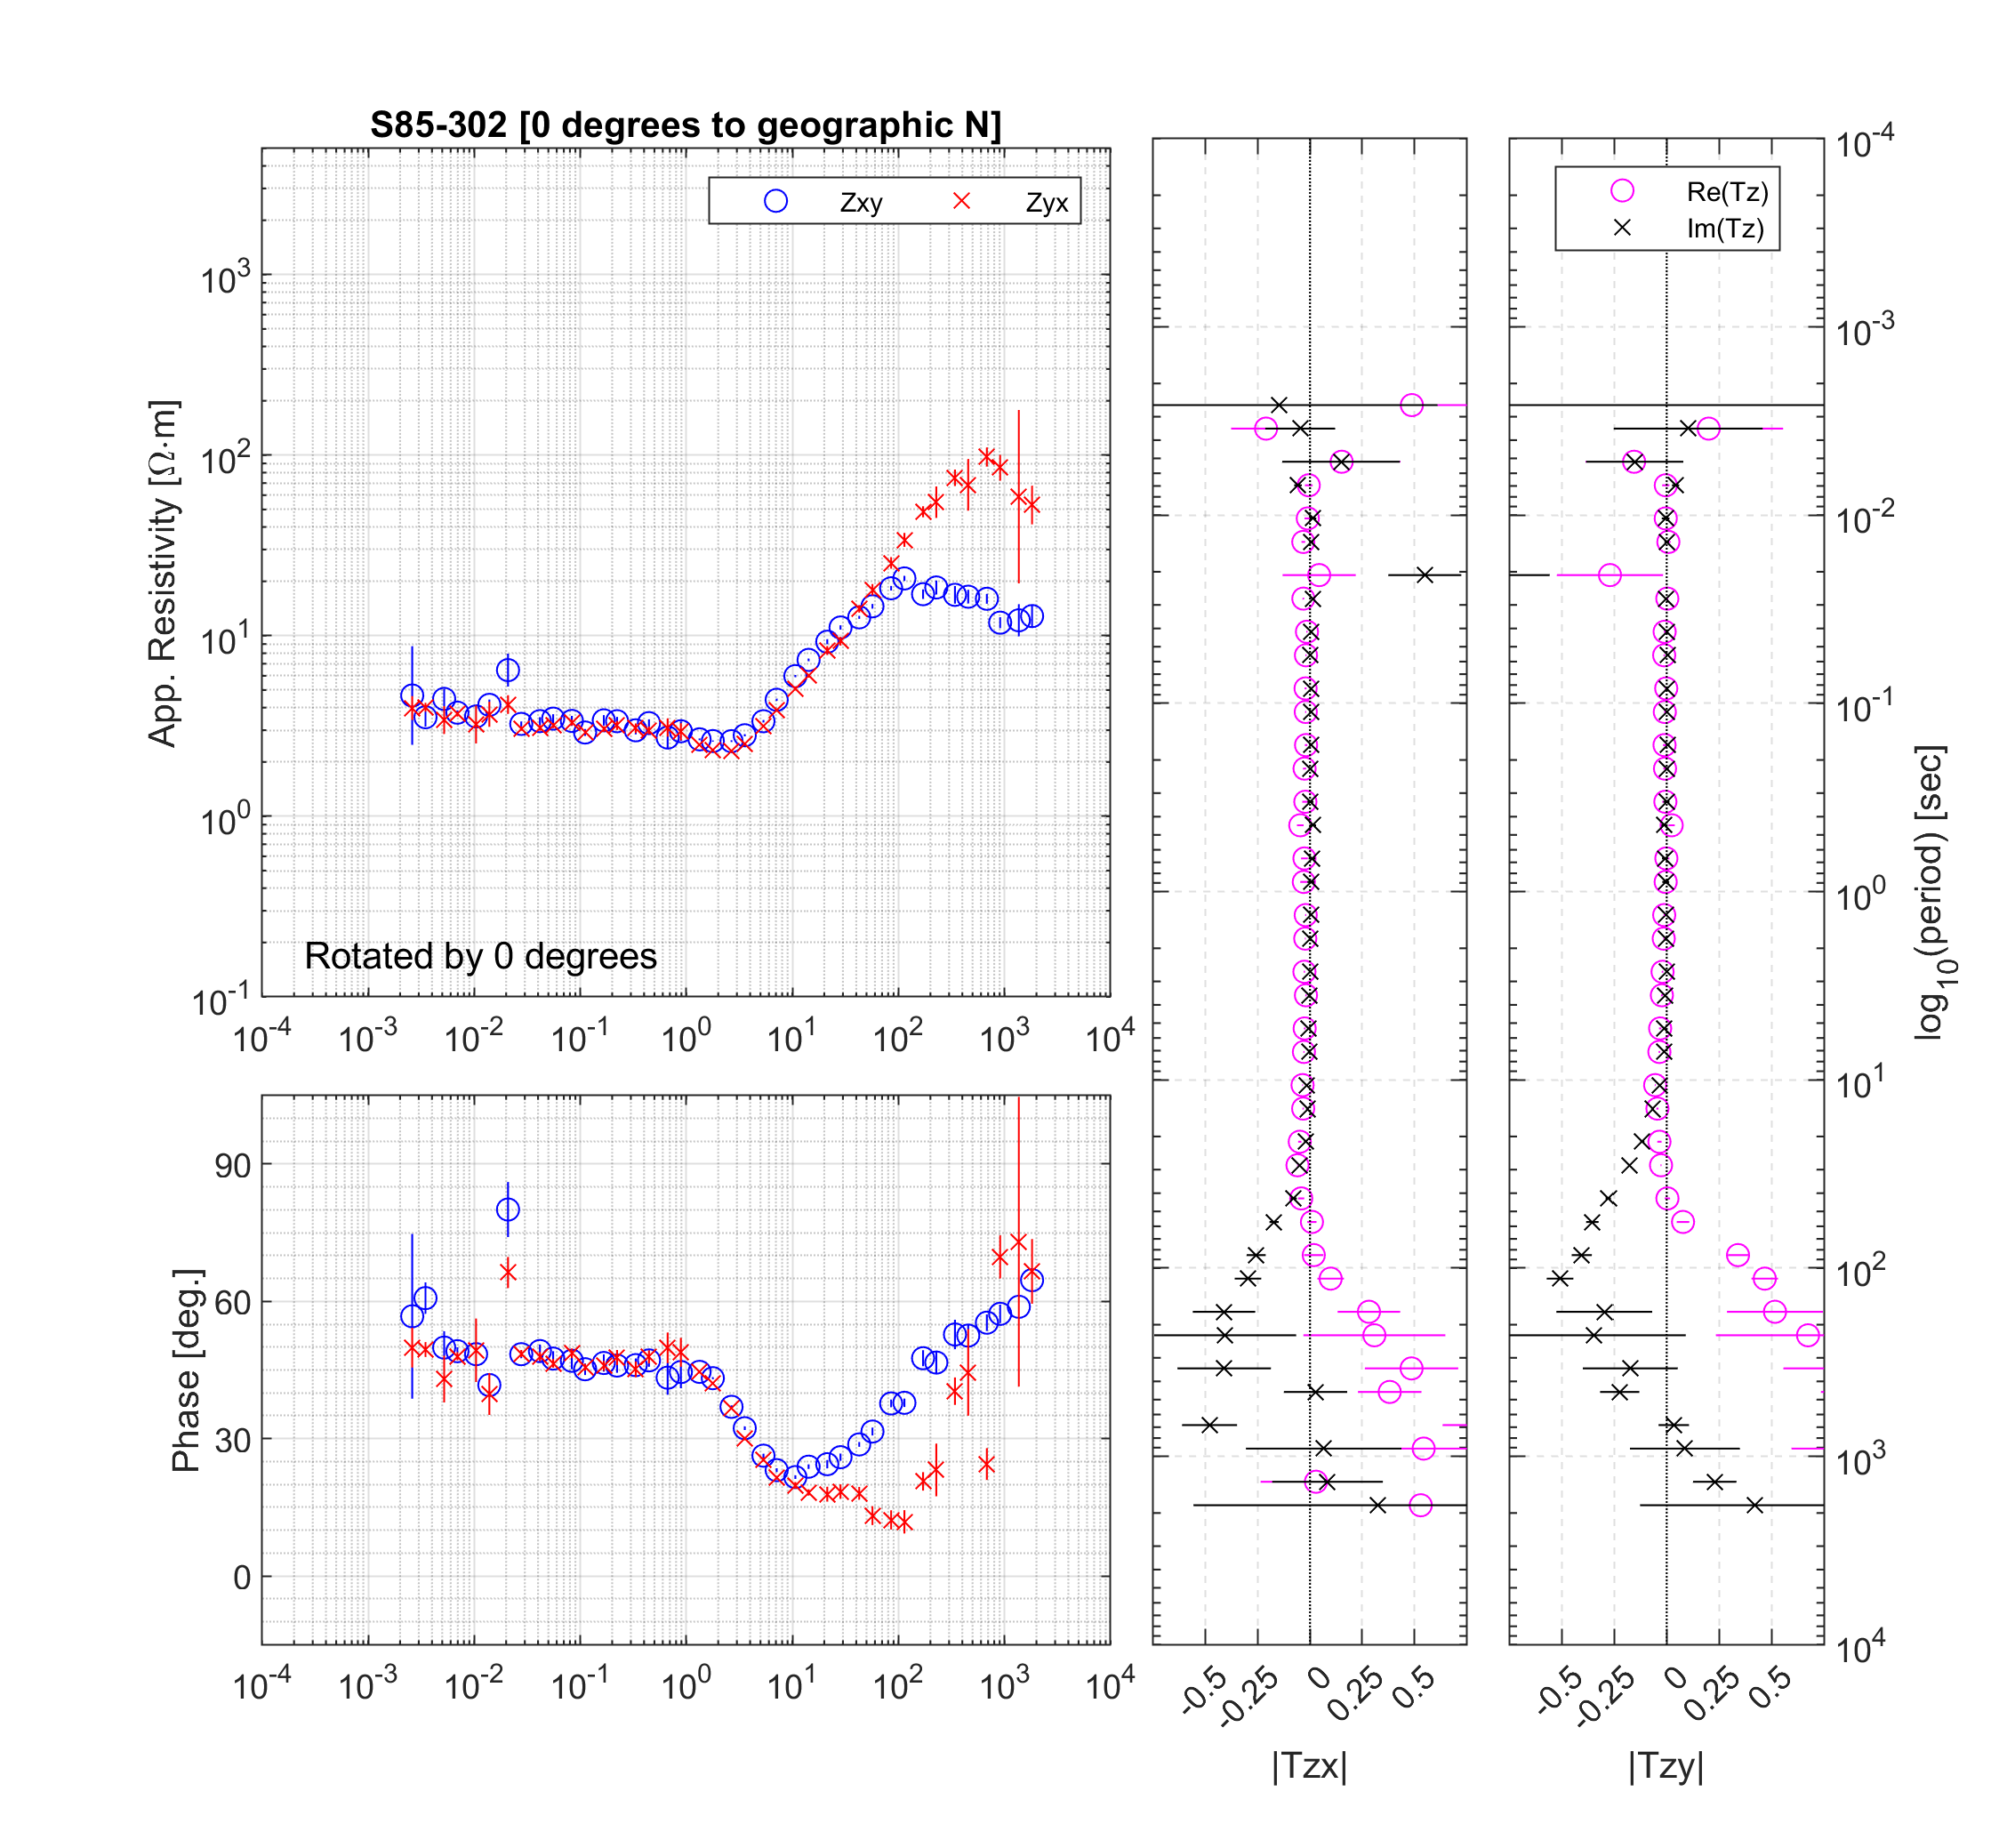 S85-302 [0 degrees to geographic N]
Zxy Zyx
App. Resistivity [Ω·m]
10^3
10^2
10^1
10^0
10^-1
Rotated by 0 degrees
10^-4 10^-3 10^-2 10^-1 10^0 10^1 10^2 10^3 10^4
Phase [deg.]
90
60
30
0
10^-4 10^-3 10^-2 10^-1 10^0 10^1 10^2 10^3 10^4
-0.5 -0.25 0 0.25 0.5
|Tzx|
Re(Tz)
Im(Tz)
10^-4
10^-3
10^-2
10^-1
10^0
10^1
10^2
10^3
10^4
log10(period) [sec]
-0.5 -0.25 0 0.25 0.5
|Tzy|